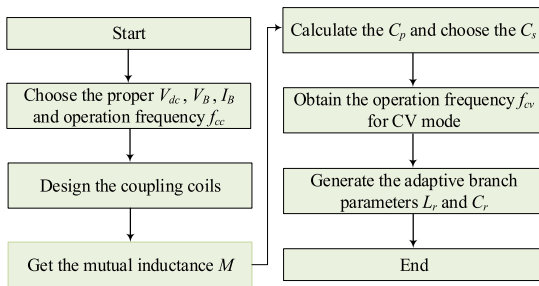 Start
Choose the proper V_dc, V_B, I_B
and operation frequency f_cc
Design the coupling coils
Get the mutual inductance M
Calculate the C_p and choose the C_s
Obtain the operation frequency f_cv
for CV mode
Generate the adaptive branch
parameters L_r and C_r
End